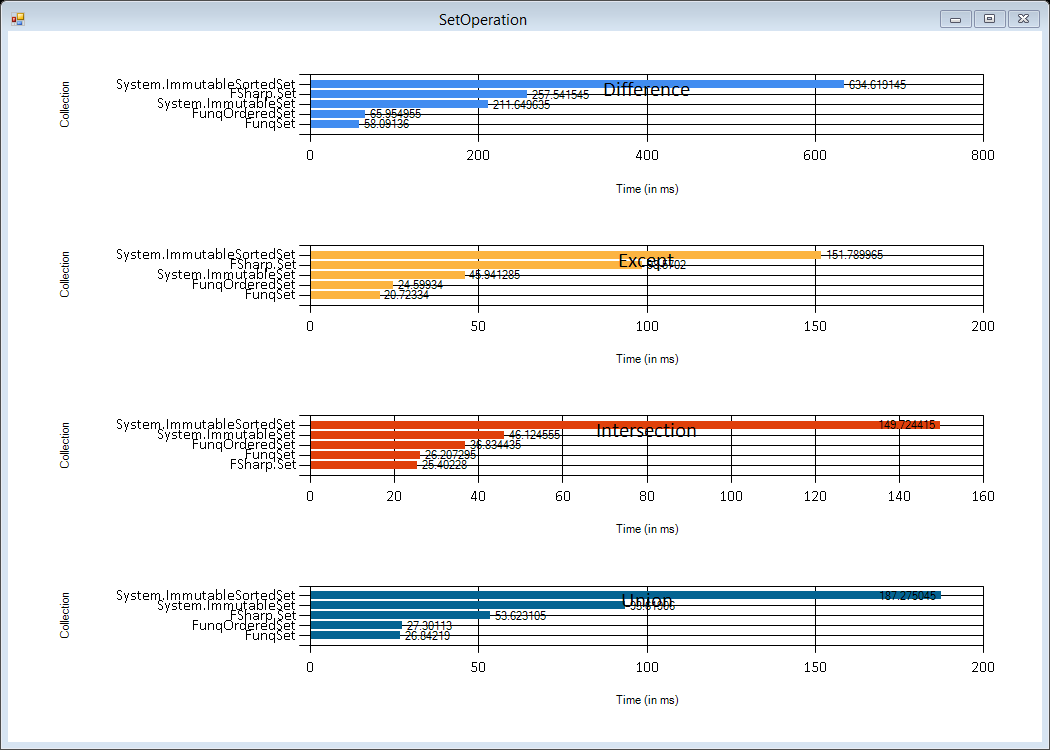 SetOperation
Difference
Collection
System.ImmutableSortedSet 634.619145
FSharp.Set 257.541545
System.ImmutableSet 211.649635
FunqOrderedSet 65.954955
FunqSet 58.09136
0 200 400 600 800
Time (in ms)
Except
Collection
System.ImmutableSortedSet 151.789965
FSharp.Set
System.ImmutableSet 45.941285
FunqOrderedSet 24.59934
FunqSet 20.72334
0 50 100 150 200
Time (in ms)
Intersection
Collection
System.ImmutableSortedSet 149.724415
System.ImmutableSet 46.124555
FunqOrderedSet 36.834435
FunqSet 26.207295
FSharp.Set 25.40228
0 20 40 60 80 100 120 140 160
Time (in ms)
Union
Collection
System.ImmutableSortedSet 187.275045
System.ImmutableSet
FSharp.Set 53.623105
FunqOrderedSet 27.30113
FunqSet 26.84219
0 50 100 150 200
Time (in ms)